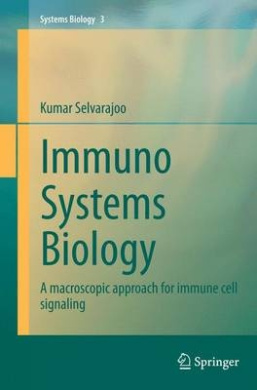 Systems Biology 3
Kumar Selvarajoo
Immuno
Systems
Biology
A macroscopic approach for immune cell
signaling
Springer